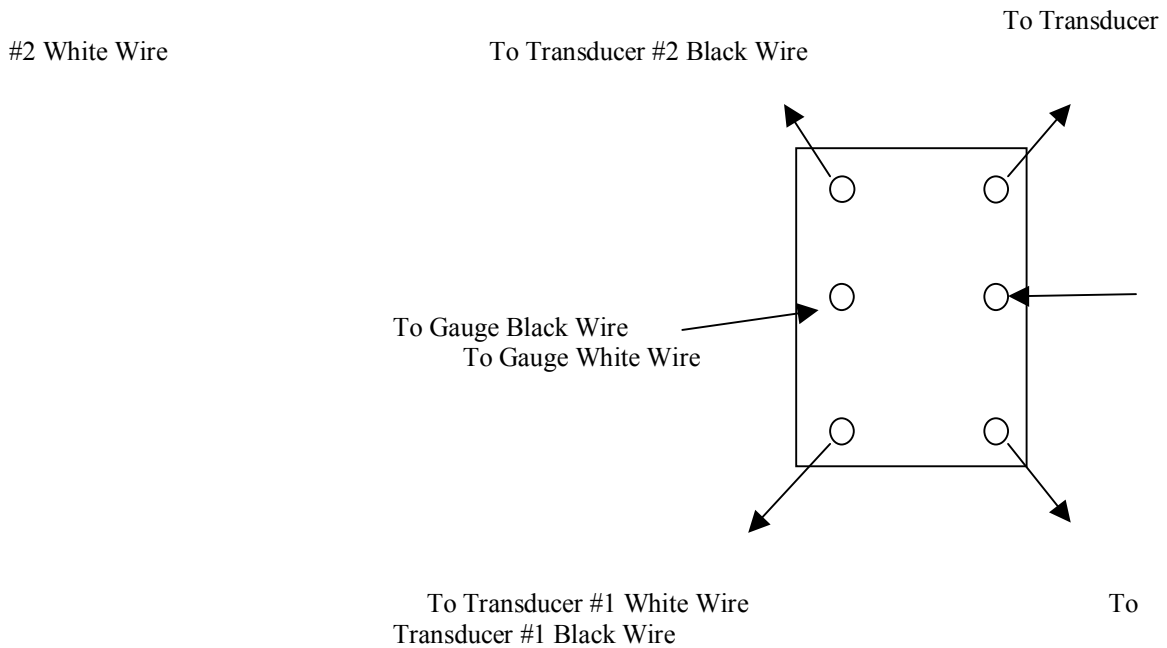 To Transducer
#2 White Wire To Transducer #2 Black Wire
To Gauge Black Wire
To Gauge White Wire
To Transducer #1 White Wire To
Transducer #1 Black Wire